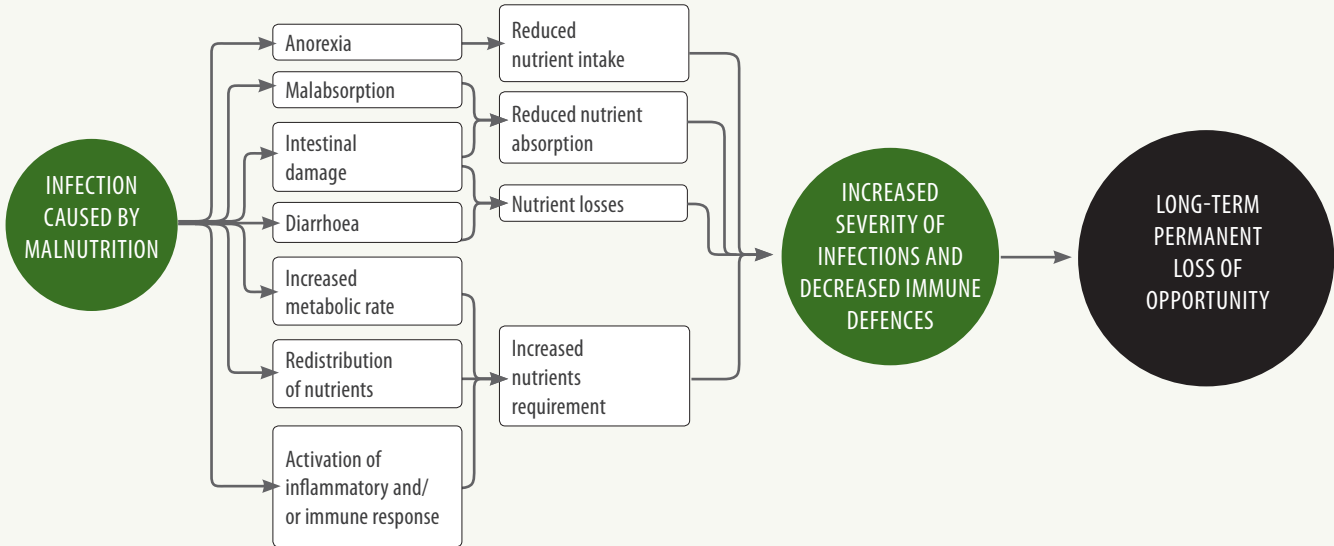 INFECTION
CAUSED BY
MALNUTRITION
Anorexia
Malabsorption
Intestinal
damage
Diarrhoea
Increased
metabolic rate
Redistribution
of nutrients
Activation of
inflammatory and/
or immune response
Reduced
nutrient intake
Reduced nutrient
absorption
Nutrient losses
Increased
nutrients
requirement
INCREASED
SEVERITY OF
INFECTIONS AND
DECREASED IMMUNE
DEFENCES
LONG-TERM
PERMANENT
LOSS OF
OPPORTUNITY